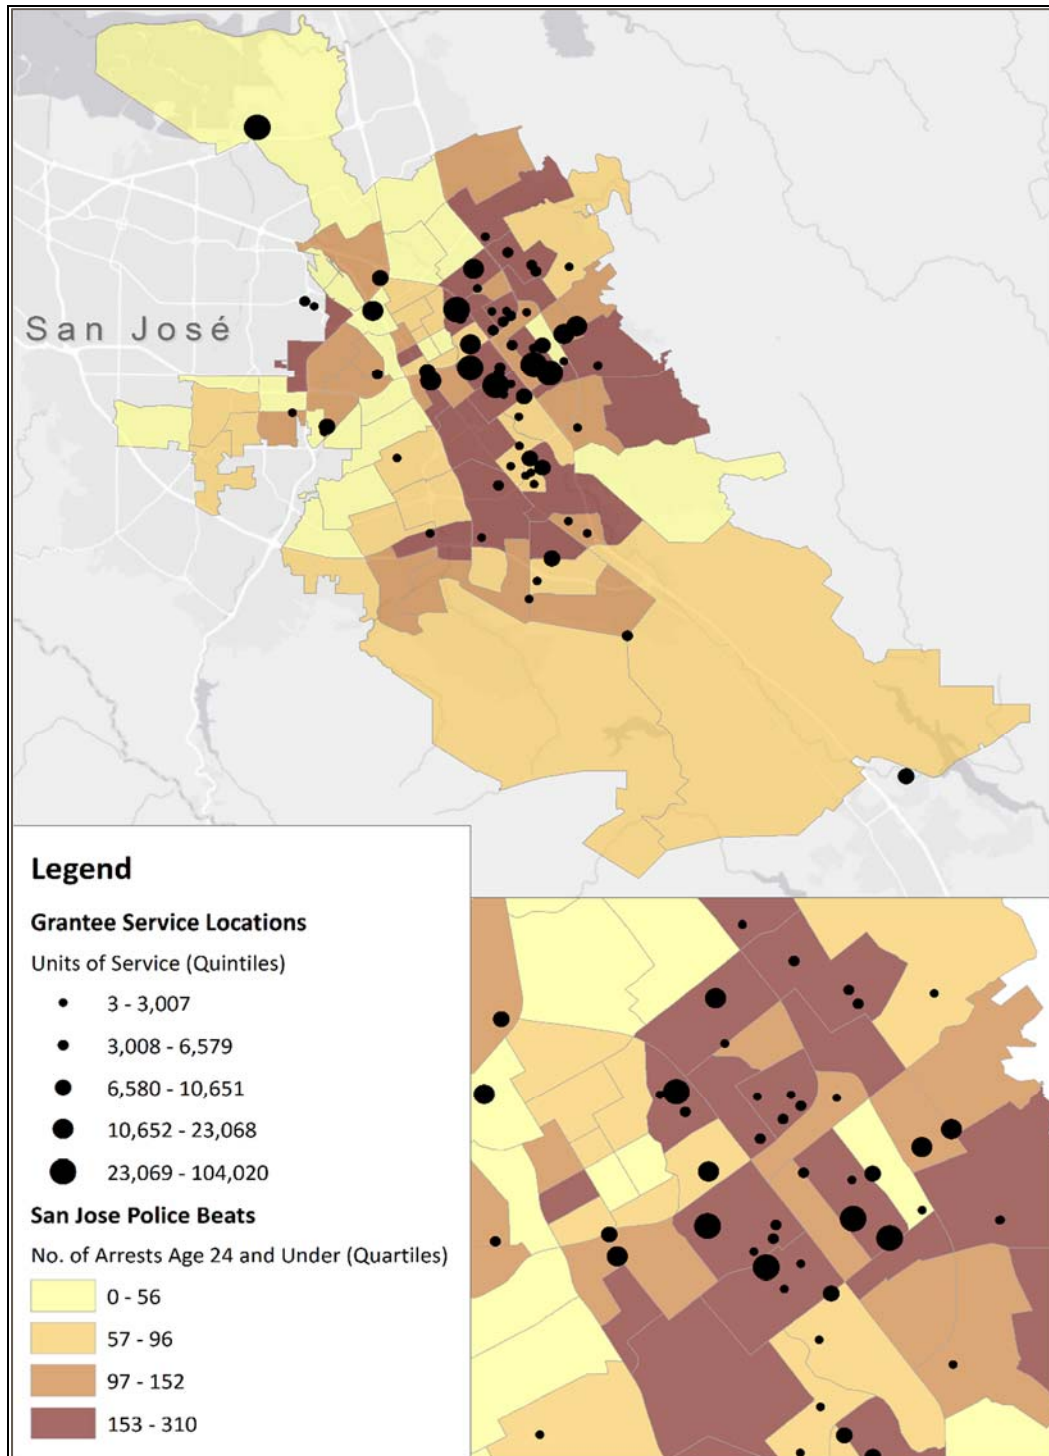 San José
Legend
Grantee Service Locations
Units of Service (Quintiles)
3 - 3,007
3,008 - 6,579
6,580 - 10,651
10,652 - 23,068
23,069 - 104,020
San Jose Police Beats
No. of Arrests Age 24 and Under (Quartiles)
0 - 56
57 - 96
97 - 152
153 - 310